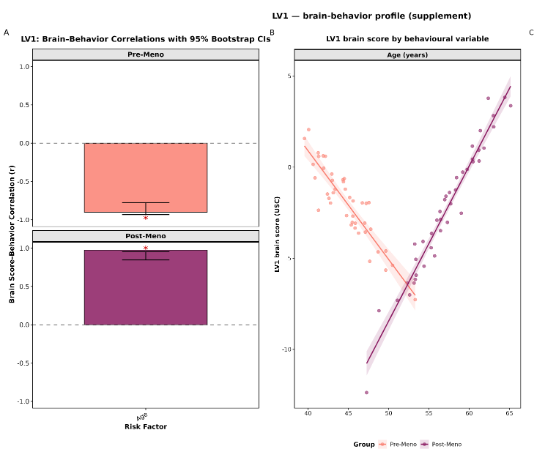 LV1 — brain-behavior profile (supplement)
A
LV1: Brain–Behavior Correlations with 95% Bootstrap CIs
Pre-Meno
1.0
0.5
0.0
-0.5
-1.0
*
Post-Meno
*
1.0
0.5
0.0
-0.5
-1.0
Age
Risk Factor
Brain Score–Behavior Correlation (r)
B
LV1 brain score by behavioural variable
Age (years)
5
0
-5
-10
40 45 50 55 60 65
LV1 brain score (USC)
Group Pre-Meno Post-Meno
C